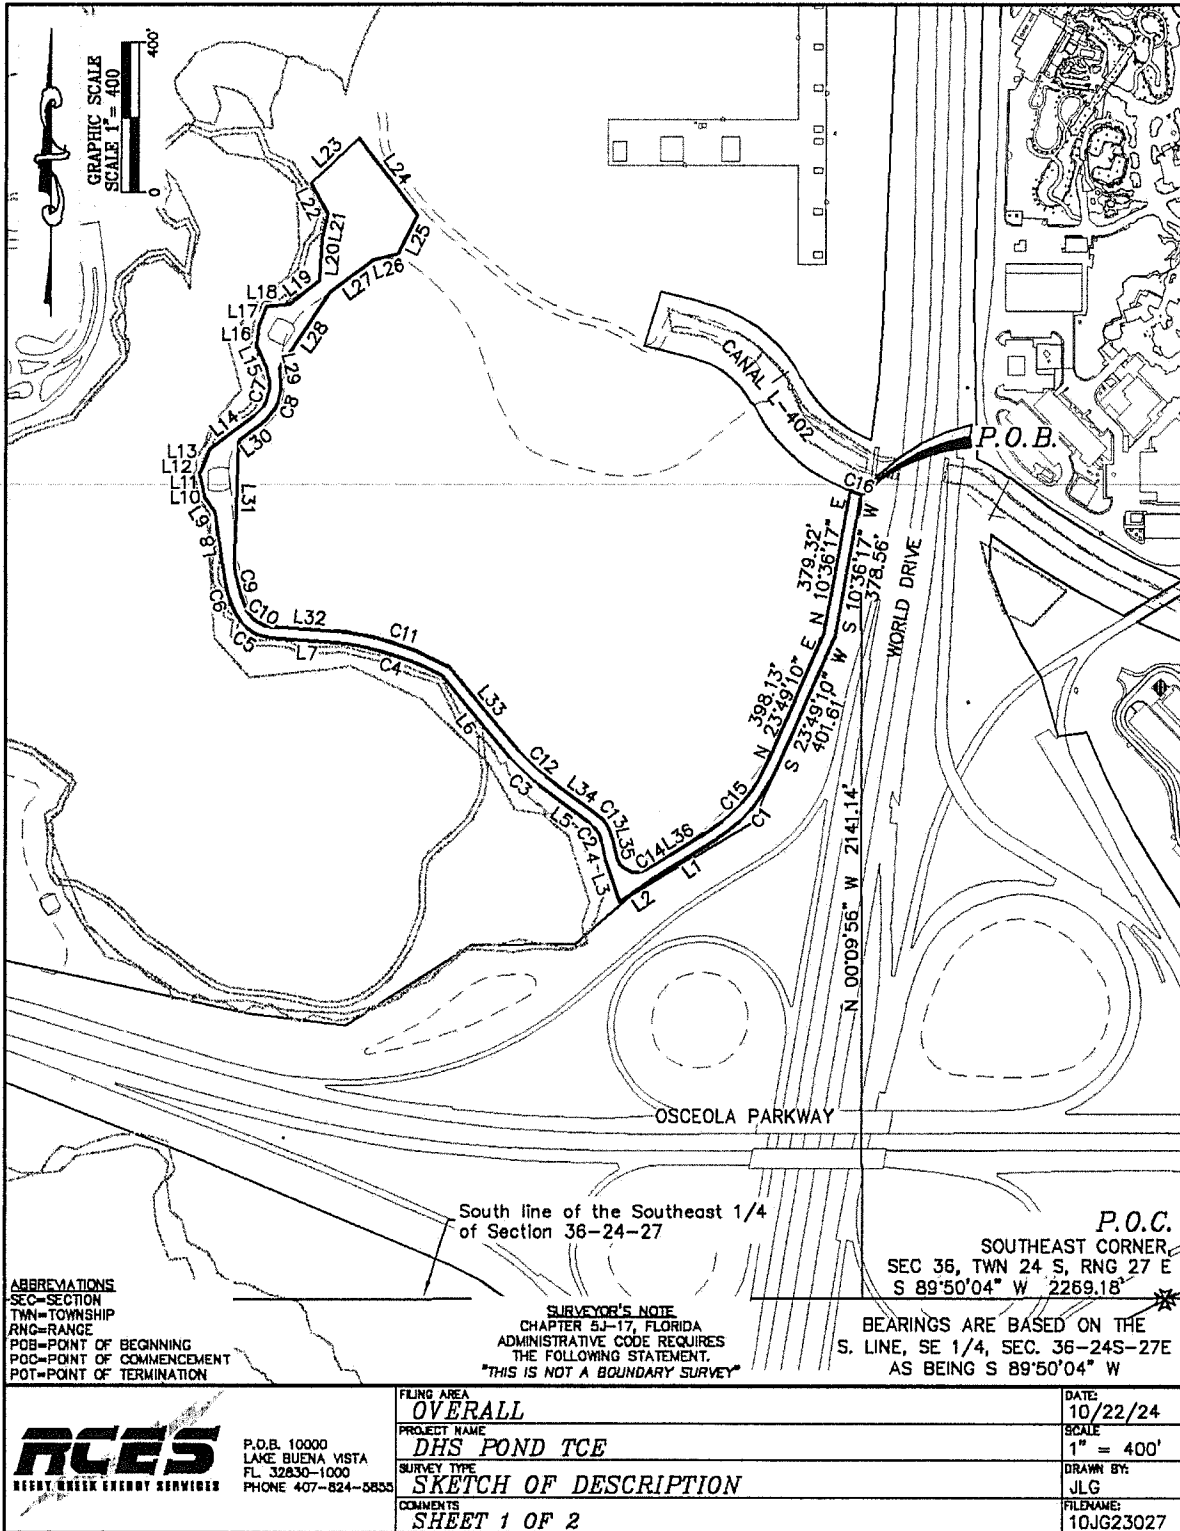 GRAPHIC SCALE
SCALE 1"= 400
0
400'
L23
L24
L22
L21
L20
L25
L26
L27
L19
L18
L17
L16
L28
L15
L29
C7
C8
L14
L30
L13
L12
L11
L10
L31
L9
L8
C9
C6
C10
C5
L32
L7
C11
C4
L33
L6
C12
C3
L34
L5
C13
C2
L35
L4
L3
C14
L36
L2
L1
C15
C1
C16
CANAL L-402
P.O.B.
N 10°36'17" E
379.32'
S 10°36'17" W
378.56'
WORLD DRIVE
N 23°49'10" E
398.13'
S 23°49'10" W
401.61'
N 00°09'56" W 2141.14'
OSCEOLA PARKWAY
South line of the Southeast 1/4
of Section 36-24-27
P.O.C.
SOUTHEAST CORNER,
SEC 36, TWN 24 S, RNG 27 E
S 89°50'04" W 2269.18'
BEARINGS ARE BASED ON THE
S. LINE, SE 1/4, SEC. 36-24S-27E
AS BEING S 89°50'04" W
ABBREVIATIONS
SEC=SECTION
TWN=TOWNSHIP
RNG=RANGE
POB=POINT OF BEGINNING
POC=POINT OF COMMENCEMENT
POT=POINT OF TERMINATION
SURVEYOR'S NOTE
CHAPTER 5J-17, FLORIDA
ADMINISTRATIVE CODE REQUIRES
THE FOLLOWING STATEMENT.
"THIS IS NOT A BOUNDARY SURVEY"
RCES
REEDY CREEK ENERGY SERVICES
P.O.B. 10000
LAKE BUENA VISTA
FL. 32830-1000
PHONE 407-824-5855
FILING AREA
OVERALL
PROJECT NAME
DHS POND TCE
SURVEY TYPE
SKETCH OF DESCRIPTION
COMMENTS
SHEET 1 OF 2
DATE:
10/22/24
SCALE
1" = 400'
DRAWN BY:
JLG
FILENAME:
10JG23027